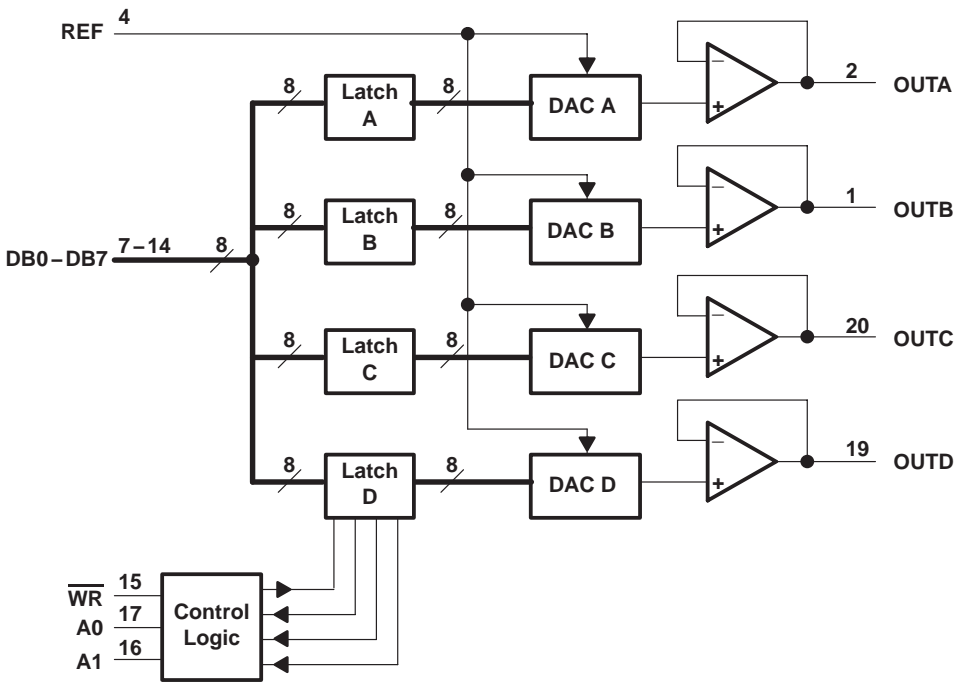 REF 4
8 Latch A 8 DAC A − + 2 OUTA
8 Latch B 8 DAC B − + 1 OUTB
DB0–DB7 7–14 8
8 Latch C 8 DAC C − + 20 OUTC
8 Latch D 8 DAC D − + 19 OUTD
WR 15
A0 17
A1 16
Control
Logic